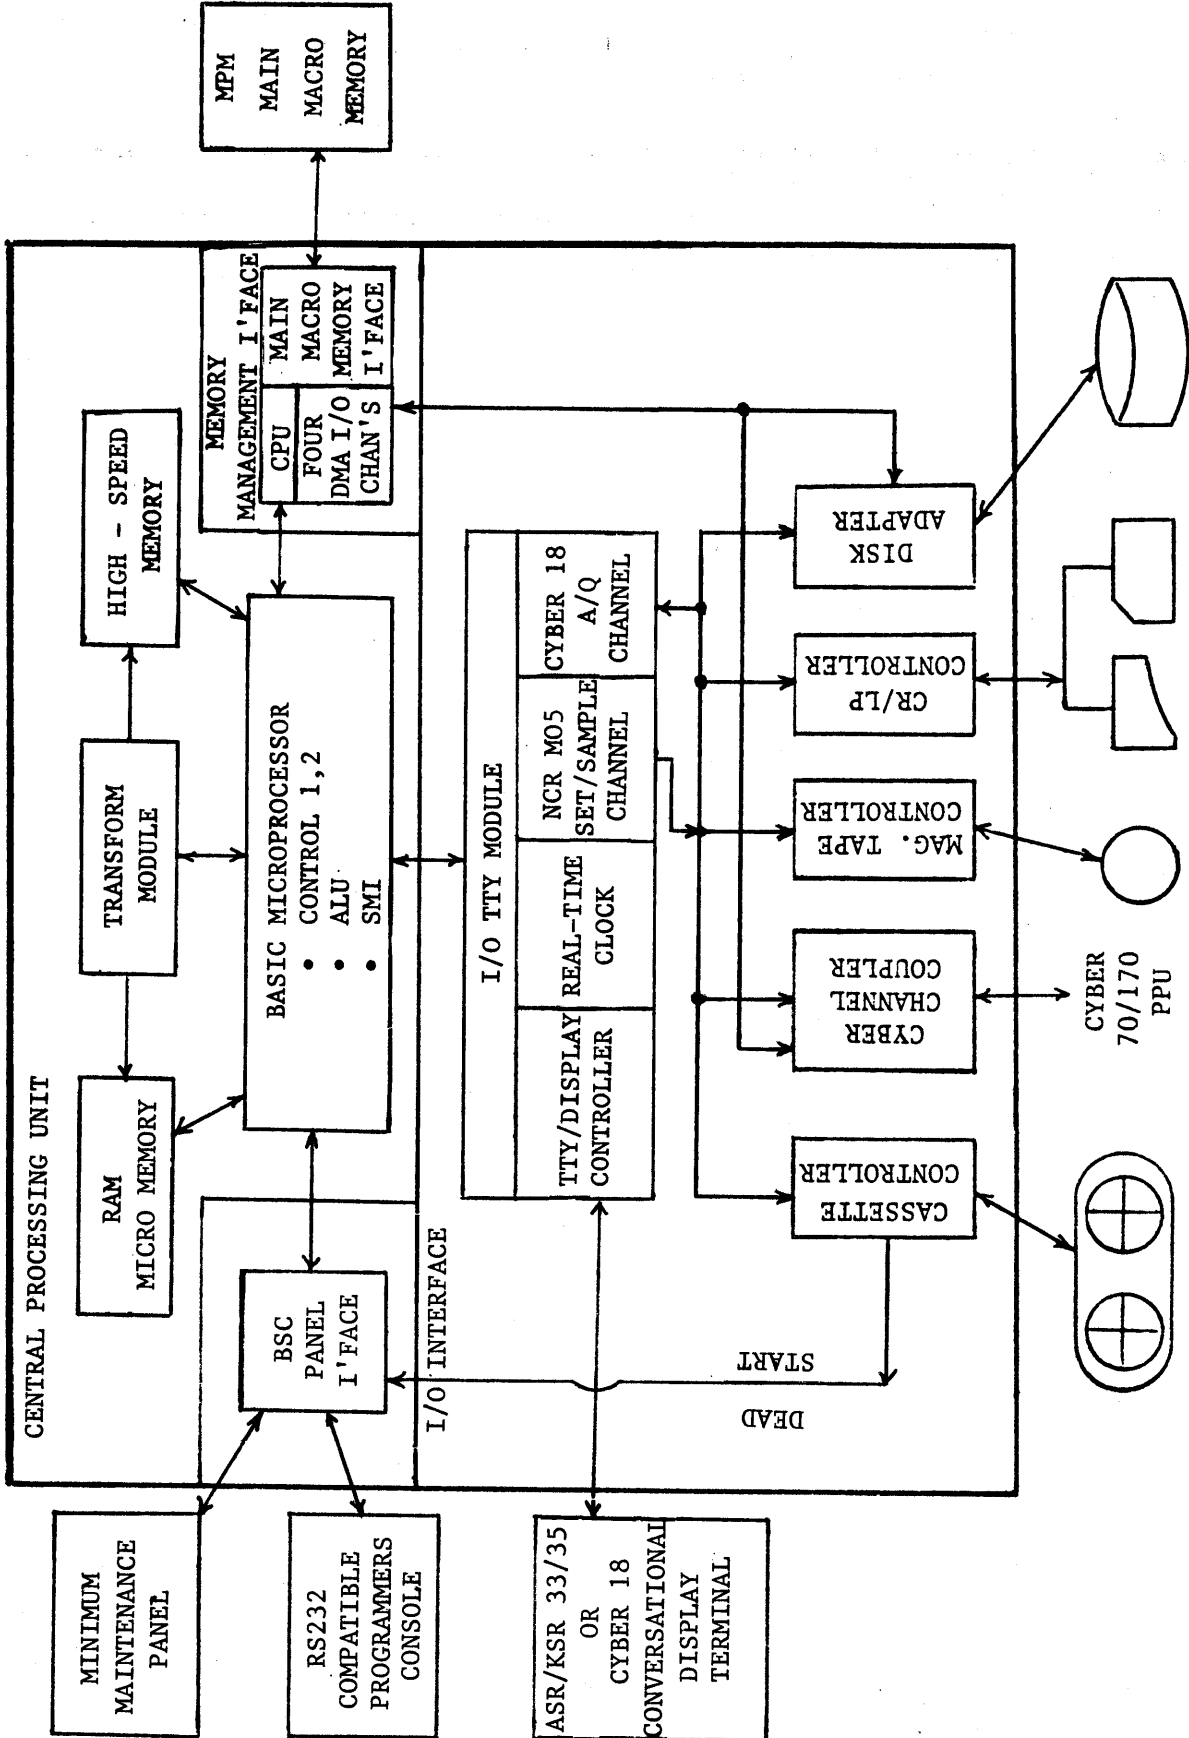 CENTRAL PROCESSING UNIT
RAM
MICRO MEMORY
TRANSFORM
MODULE
HIGH - SPEED
MEMORY
BASIC MICROPROCESSOR
• CONTROL 1,2
• ALU
• SMI
MEMORY
MANAGEMENT I'FACE
CPU
FOUR
DMA I/O
CHAN'S
MAIN
MACRO
MEMORY
I'FACE
MPM
MAIN
MACRO
MEMORY
MINIMUM
MAINTENANCE
PANEL
RS232
COMPATIBLE
PROGRAMMERS
CONSOLE
BSC
PANEL
I'FACE
I/O INTERFACE
I/O TTY MODULE
TTY/DISPLAY
CONTROLLER
REAL-TIME
CLOCK
NCR MO5
SET/SAMPLE
CHANNEL
CYBER 18
A/Q
CHANNEL
ASR/KSR 33/35
OR
CYBER 18
CONVERSATIONAL
DISPLAY
TERMINAL
DEAD
START
CASSETTE
CONTROLLER
CYBER
CHANNEL
COUPLER
MAG. TAPE
CONTROLLER
CR/LP
CONTROLLER
DISK
ADAPTER
CYBER
70/170
PPU